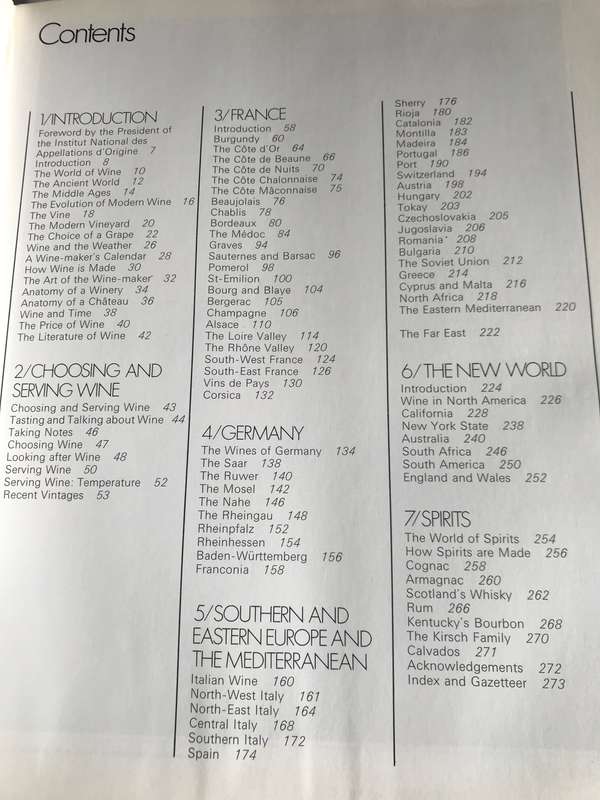 Contents
1/INTRODUCTION
Foreword by the President of
the Institut National des
Appellations d'Origine 7
Introduction 8
The World of Wine 10
The Ancient World 12
The Middle Ages 14
The Evolution of Modern Wine 16
The Vine 18
The Modern Vineyard 20
The Choice of a Grape 22
Wine and the Weather 26
A Wine-maker's Calendar 28
How Wine is Made 30
The Art of the Wine-maker 32
Anatomy of a Winery 34
Anatomy of a Château 36
Wine and Time 38
The Price of Wine 40
The Literature of Wine 42
2/CHOOSING AND
SERVING WINE
Choosing and Serving Wine 43
Tasting and Talking about Wine 44
Taking Notes 46
Choosing Wine 47
Looking after Wine 48
Serving Wine 50
Serving Wine: Temperature 52
Recent Vintages 53
3/FRANCE
Introduction 58
Burgundy 60
The Côte d'Or 64
The Côte de Beaune 66
The Côte de Nuits 70
The Côte Chalonnaise 74
The Côte Mâconnaise 75
Beaujolais 76
Chablis 78
Bordeaux 80
The Médoc 84
Graves 94
Sauternes and Barsac 96
Pomerol 98
St-Emilion 100
Bourg and Blaye 104
Bergerac 105
Champagne 106
Alsace 110
The Loire Valley 114
The Rhône Valley 120
South-West France 124
South-East France 126
Vins de Pays 130
Corsica 132
4/GERMANY
The Wines of Germany 134
The Saar 138
The Ruwer 140
The Mosel 142
The Nahe 146
The Rheingau 148
Rheinpfalz 152
Rheinhessen 154
Baden-Württemberg 156
Franconia 158
5/SOUTHERN AND
EASTERN EUROPE AND
THE MEDITERRANEAN
Italian Wine 160
North-West Italy 161
North-East Italy 164
Central Italy 168
Southern Italy 172
Spain 174
Sherry 176
Rioja 180
Catalonia 182
Montilla 183
Madeira 184
Portugal 186
Port 190
Switzerland 194
Austria 198
Hungary 202
Tokay 203
Czechoslovakia 205
Jugoslavia 206
Romania 208
Bulgaria 210
The Soviet Union 212
Greece 214
Cyprus and Malta 216
North Africa 218
The Eastern Mediterranean 220
The Far East 222
6/THE NEW WORLD
Introduction 224
Wine in North America 226
California 228
New York State 238
Australia 240
South Africa 246
South America 250
England and Wales 252
7/SPIRITS
The World of Spirits 254
How Spirits are Made 256
Cognac 258
Armagnac 260
Scotland's Whisky 262
Rum 266
Kentucky's Bourbon 268
The Kirsch Family 270
Calvados 271
Acknowledgements 272
Index and Gazetteer 273